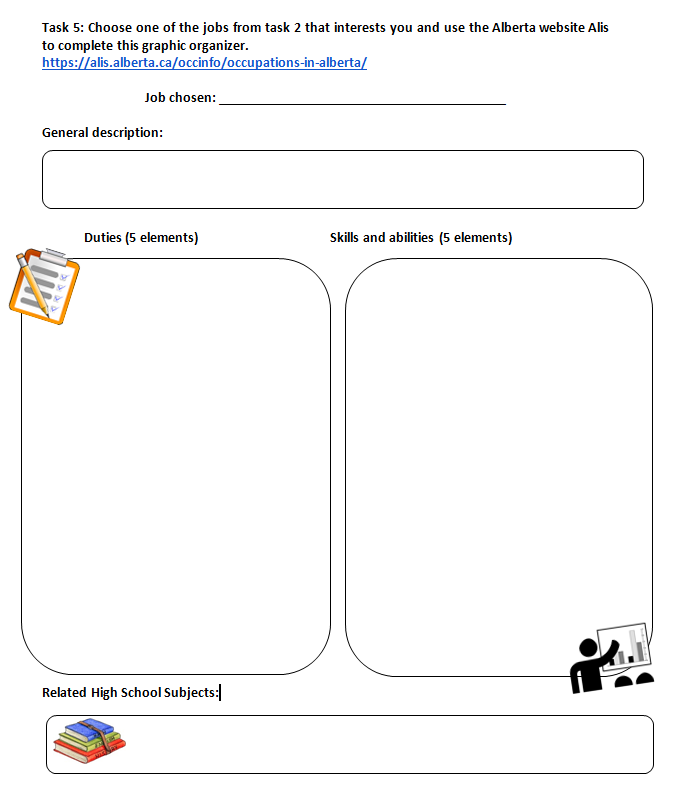 Task 5: Choose one of the jobs from task 2 that interests you and use the Alberta website Alis
to complete this graphic organizer.
https://alis.alberta.ca/occinfo/occupations-in-alberta/
Job chosen: ___________________________________________
General description:
Duties (5 elements)
Skills and abilities (5 elements)
Related High School Subjects: